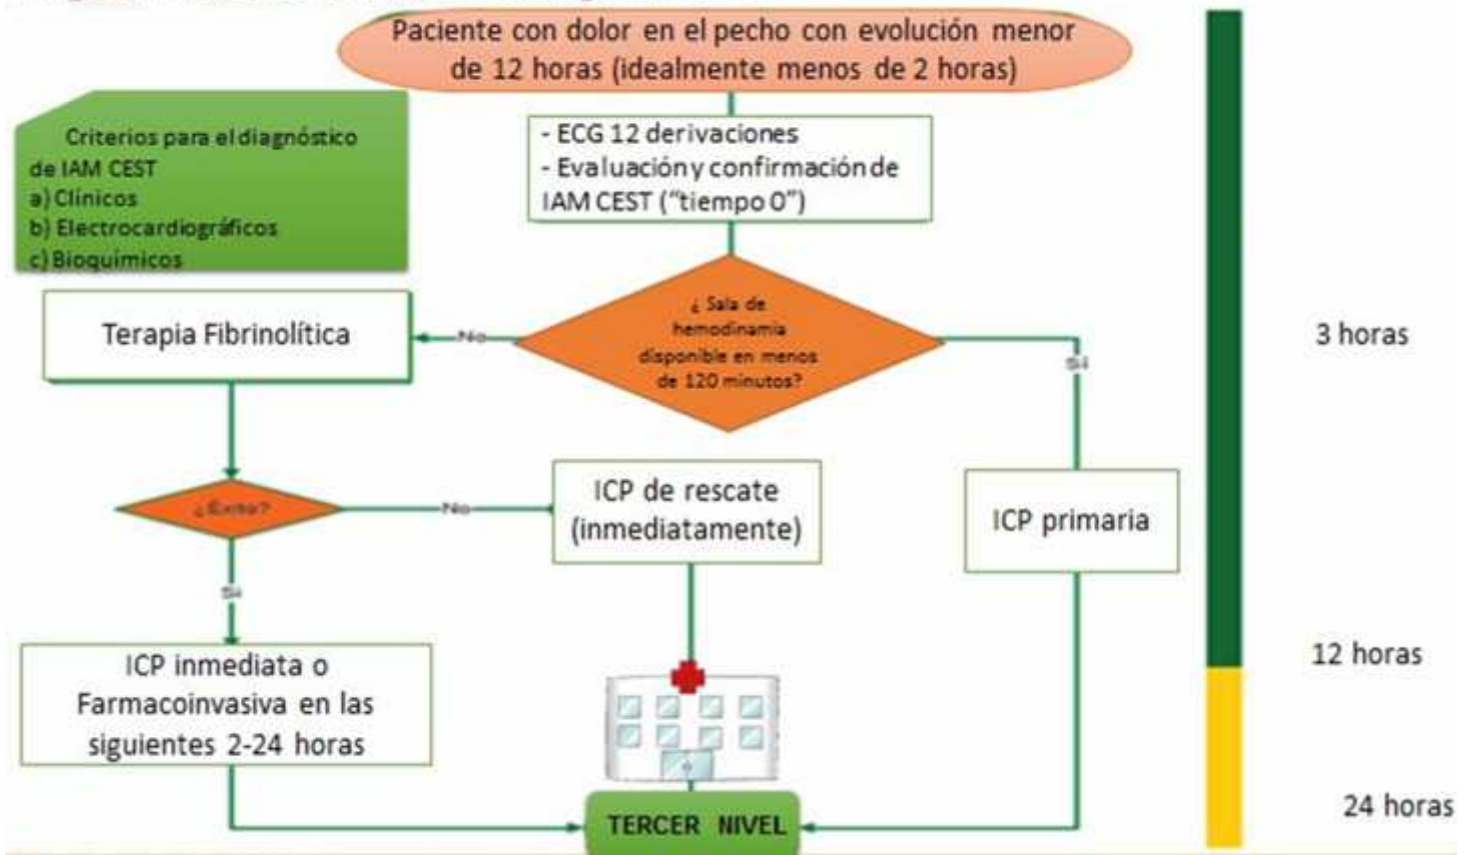 Paciente con dolor en el pecho con evolución menor
de 12 horas (idealmente menos de 2 horas)
Criterios para el diagnóstico
de IAM CEST
a) Clínicos
b) Electrocardiográficos
c) Bioquímicos
- ECG 12 derivaciones
- Evaluación y confirmación de
IAM CEST ("tiempo 0")
¿ Sala de
hemodinamia
disponible en menos
de 120 minutos?
No
Sí
Terapia Fibrinolítica
3 horas
¿Éxito?
No
Sí
ICP de rescate
(inmediatamente)
ICP primaria
ICP inmediata o
Farmacoinvasiva en las
siguientes 2-24 horas
12 horas
TERCER NIVEL
24 horas